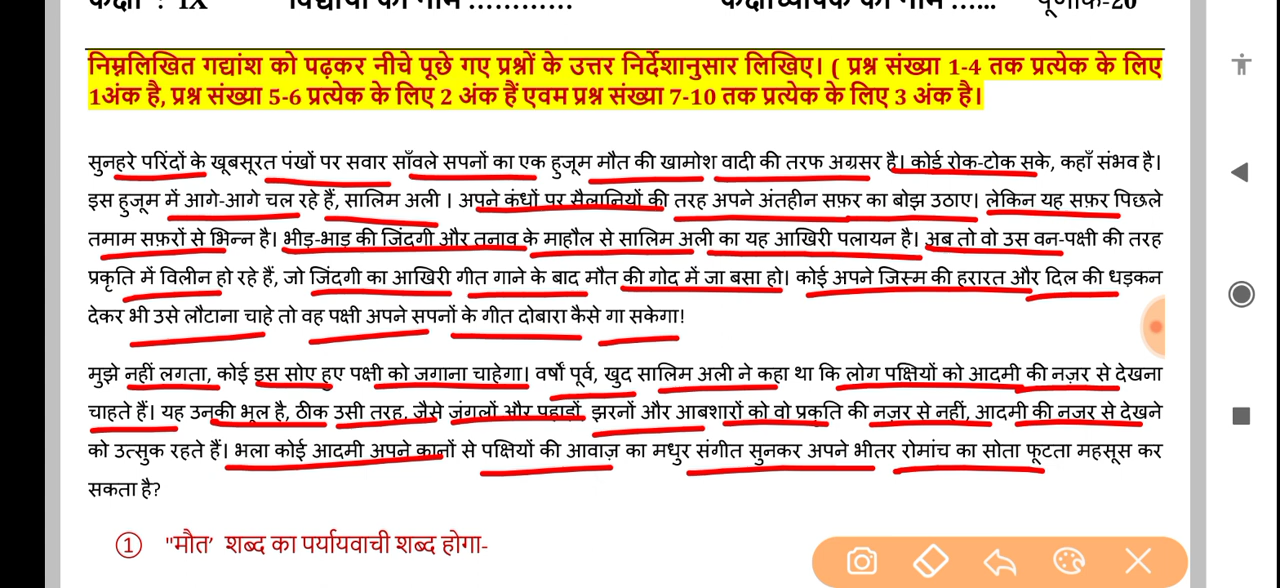 कक्षा : IX विद्यार्थी का नाम ............ कक्षाध्यापक का नाम ...... पूर्णांक-20
निम्नलिखित गद्यांश को पढ़कर नीचे पूछे गए प्रश्नों के उत्तर निर्देशानुसार लिखिए। ( प्रश्न संख्या 1-4 तक प्रत्येक के लिए
1अंक है, प्रश्न संख्या 5-6 प्रत्येक के लिए 2 अंक हैं एवम प्रश्न संख्या 7-10 तक प्रत्येक के लिए 3 अंक है।
सुनहरे परिंदों के खूबसूरत पंखों पर सवार साँवले सपनों का एक हुजूम मौत की खामोश वादी की तरफ अग्रसर है। कोई रोक-टोक सके, कहाँ संभव है।
इस हुजूम में आगे-आगे चल रहे हैं, सालिम अली । अपने कंधों पर सैलानियों की तरह अपने अंतहीन सफ़र का बोझ उठाए। लेकिन यह सफ़र पिछले
तमाम सफ़रों से भिन्न है। भीड़-भाड़ की जिंदगी और तनाव के माहौल से सालिम अली का यह आखिरी पलायन है। अब तो वो उस वन-पक्षी की तरह
प्रकृति में विलीन हो रहे हैं, जो जिंदगी का आखिरी गीत गाने के बाद मौत की गोद में जा बसा हो। कोई अपने जिस्म की हरारत और दिल की धड़कन
देकर भी उसे लौटाना चाहे तो वह पक्षी अपने सपनों के गीत दोबारा कैसे गा सकेगा!
मुझे नहीं लगता, कोई इस सोए हुए पक्षी को जगाना चाहेगा। वर्षों पूर्व, खुद सालिम अली ने कहा था कि लोग पक्षियों को आदमी की नज़र से देखना
चाहते हैं। यह उनकी भूल है, ठीक उसी तरह, जैसे जंगलों और पहाड़ों, झरनों और आबशारों को वो प्रकृति की नज़र से नहीं, आदमी की नजर से देखने
को उत्सुक रहते हैं। भला कोई आदमी अपने कानों से पक्षियों की आवाज़ का मधुर संगीत सुनकर अपने भीतर रोमांच का सोता फूटता महसूस कर
सकता है?
① "मौत' शब्द का पर्यायवाची शब्द होगा-